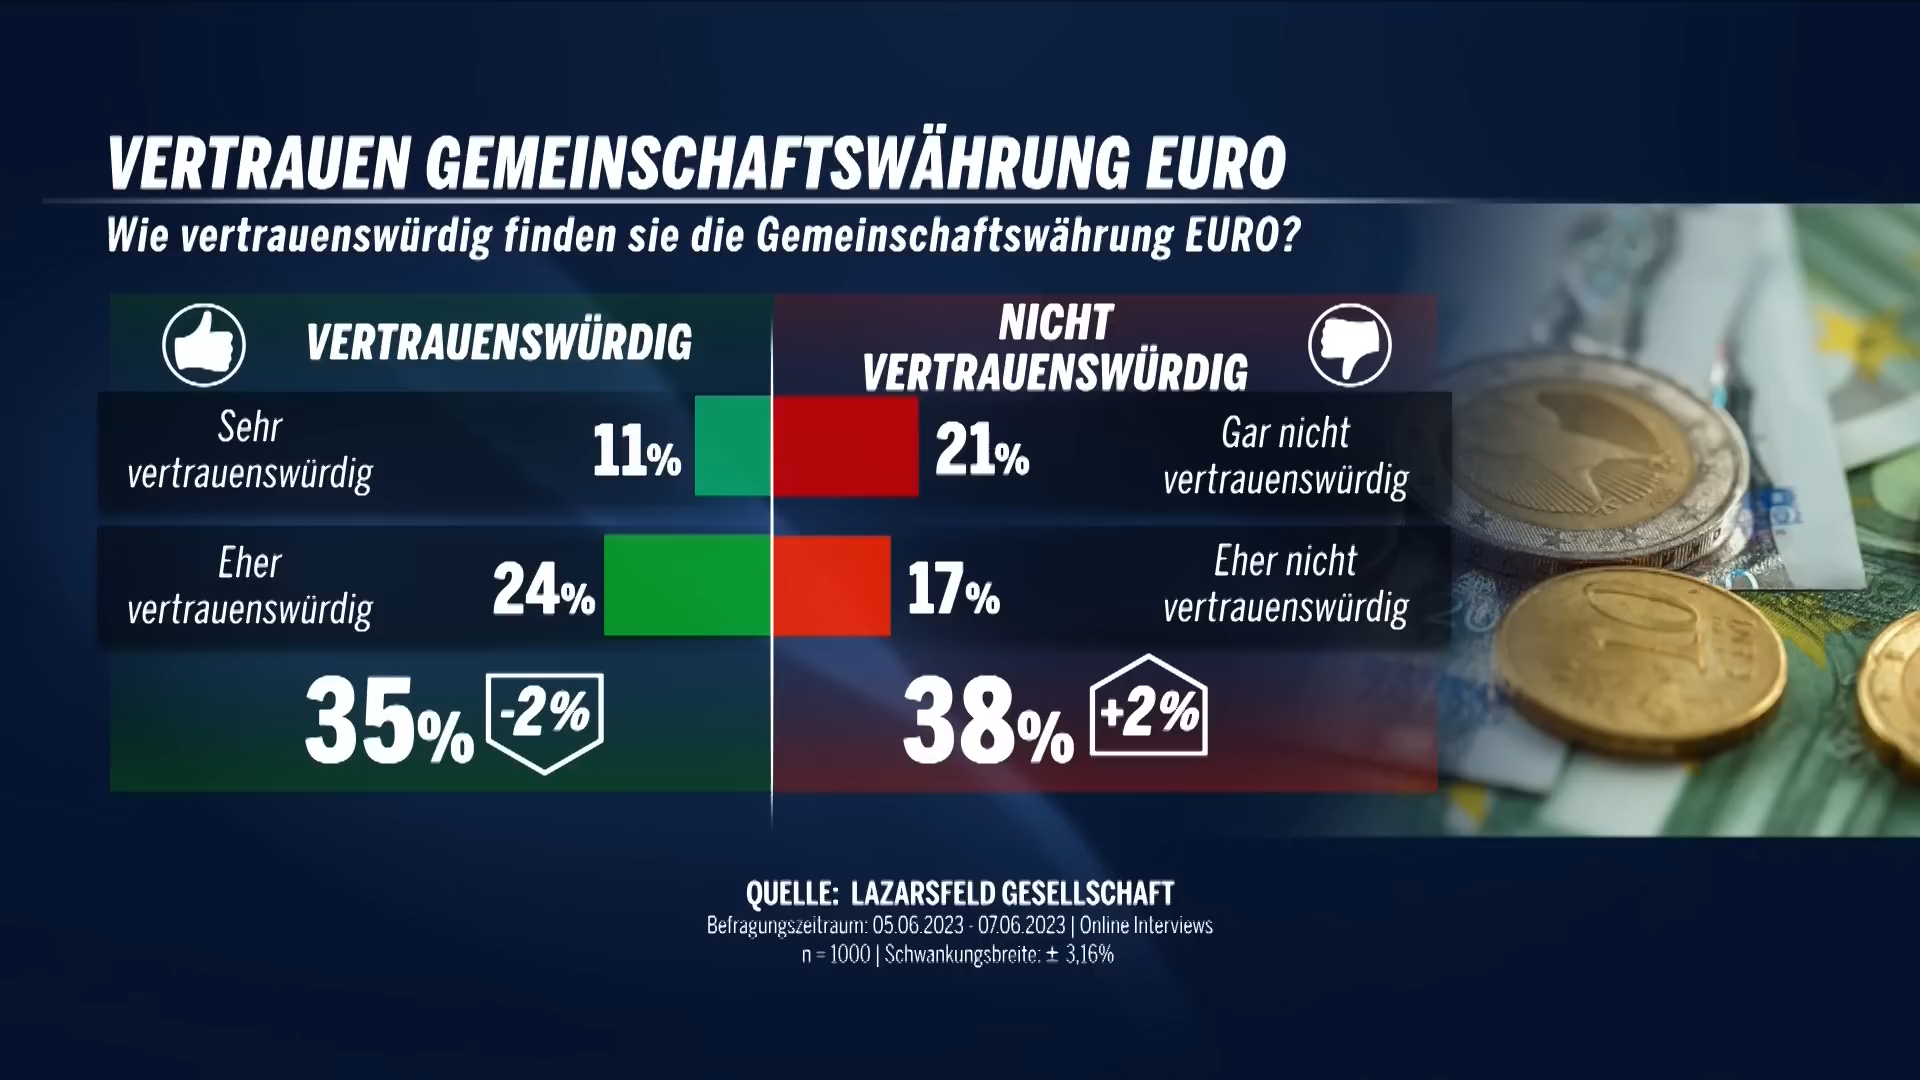 VERTRAUEN GEMEINSCHAFTSWÄHRUNG EURO
Wie vertrauenswürdig finden sie die Gemeinschaftswährung EURO?
VERTRAUENSWÜRDIG
NICHT
VERTRAUENSWÜRDIG
Sehr
vertrauenswürdig
11%
21%
Gar nicht
vertrauenswürdig
Eher
vertrauenswürdig
24%
17%
Eher nicht
vertrauenswürdig
35%
-2%
38%
+2%
10
CENT
QUELLE: LAZARSFELD GESELLSCHAFT
Befragungszeitraum: 05.06.2023 - 07.06.2023 | Online Interviews
n = 1000 | Schwankungsbreite: ± 3,16%